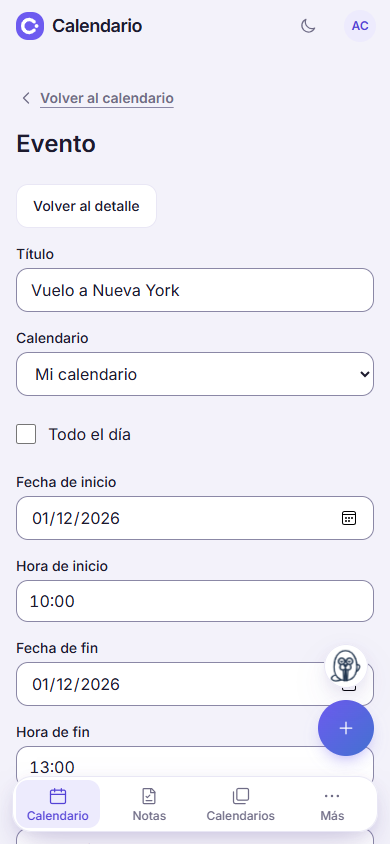 Calendario
AC
Volver al calendario
Evento
Volver al detalle
Título
Vuelo a Nueva York
Calendario
Mi calendario
Todo el día
Fecha de inicio
01/12/2026
Hora de inicio
10:00
Fecha de fin
01/12/2026
Hora de fin
13:00
Calendario
Notas
Calendarios
Más